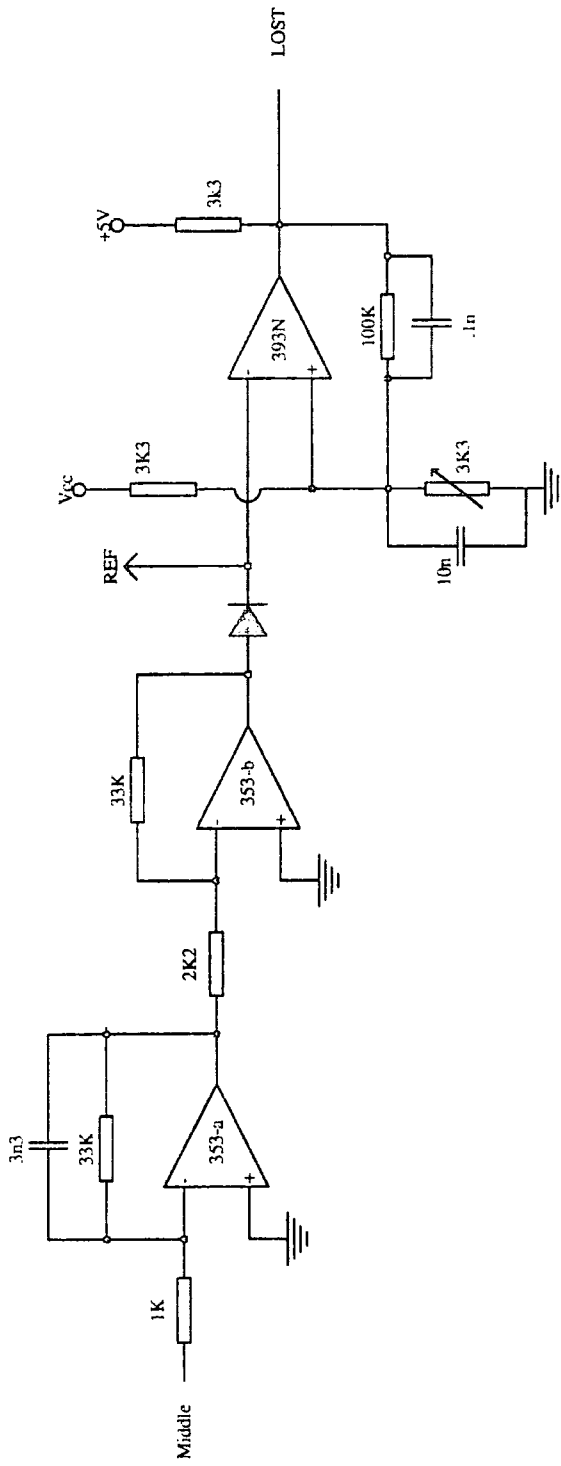 Middle
1K
3n3
33K
-
+
353-a
2K2
33K
-
+
353-b
REF
Vcc
3K3
-
+
393N
+5V
3k3
LOST
100K
.1n
10n
3K3